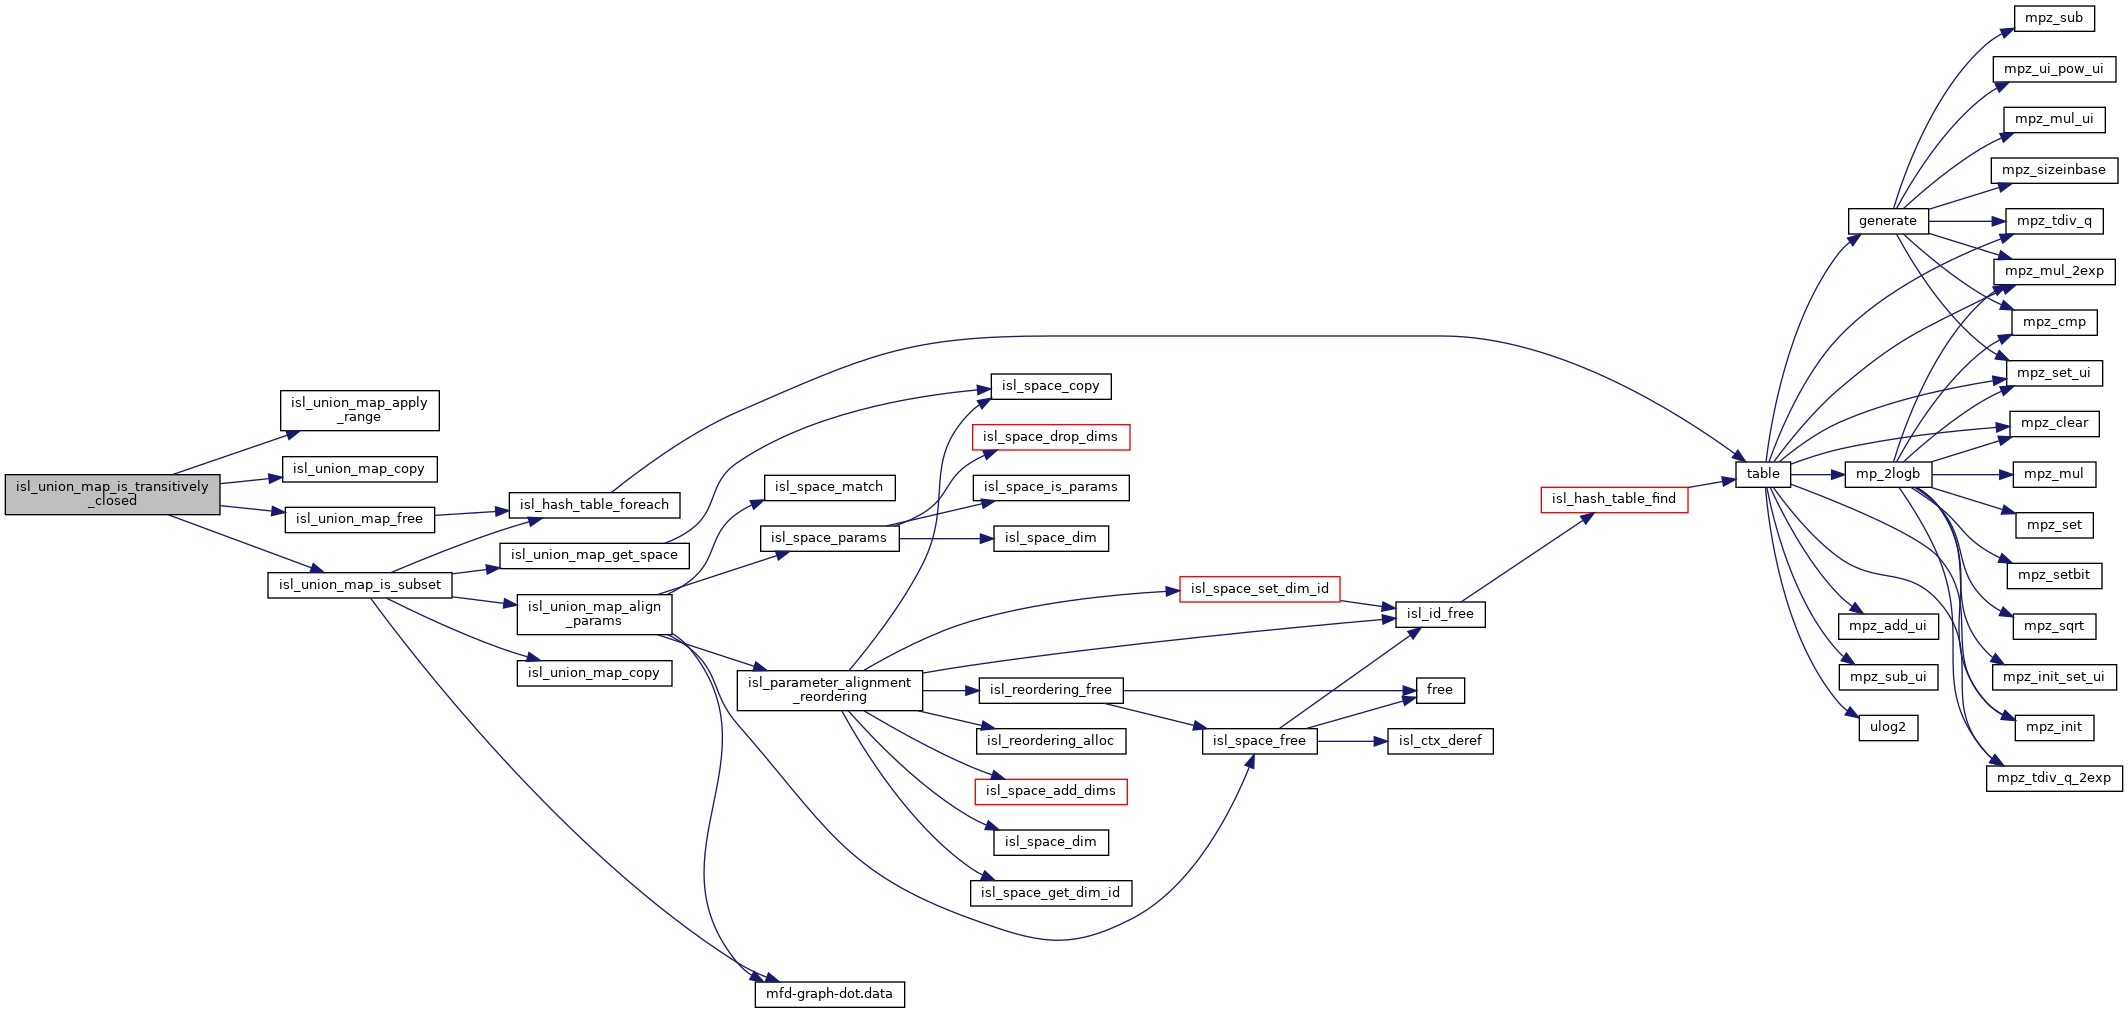 isl_union_map_is_transitively
_closed
isl_union_map_apply
_range
isl_union_map_copy
isl_union_map_free
isl_union_map_is_subset
isl_hash_table_foreach
isl_union_map_get_space
isl_union_map_align
_params
isl_union_map_copy
isl_space_match
isl_space_params
isl_parameter_alignment
_reordering
mfd-graph-dot.data
isl_space_copy
isl_space_drop_dims
isl_space_is_params
isl_space_dim
isl_reordering_free
isl_reordering_alloc
isl_space_add_dims
isl_space_dim
isl_space_get_dim_id
isl_space_set_dim_id
isl_space_free
isl_id_free
free
isl_ctx_deref
isl_hash_table_find
table
generate
mp_2logb
mpz_add_ui
mpz_sub_ui
ulog2
mpz_sub
mpz_ui_pow_ui
mpz_mul_ui
mpz_sizeinbase
mpz_tdiv_q
mpz_mul_2exp
mpz_cmp
mpz_set_ui
mpz_clear
mpz_mul
mpz_set
mpz_setbit
mpz_sqrt
mpz_init_set_ui
mpz_init
mpz_tdiv_q_2exp